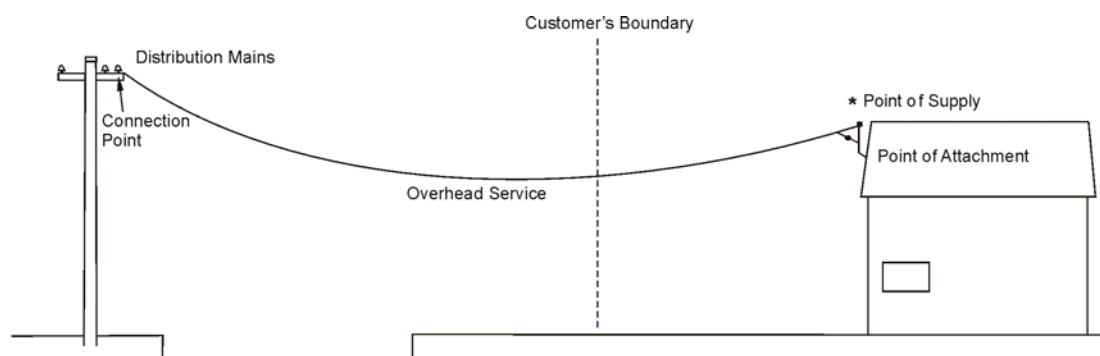 Customer's Boundary
Distribution Mains
* Point of Supply
Connection
Point
Point of Attachment
Overhead Service